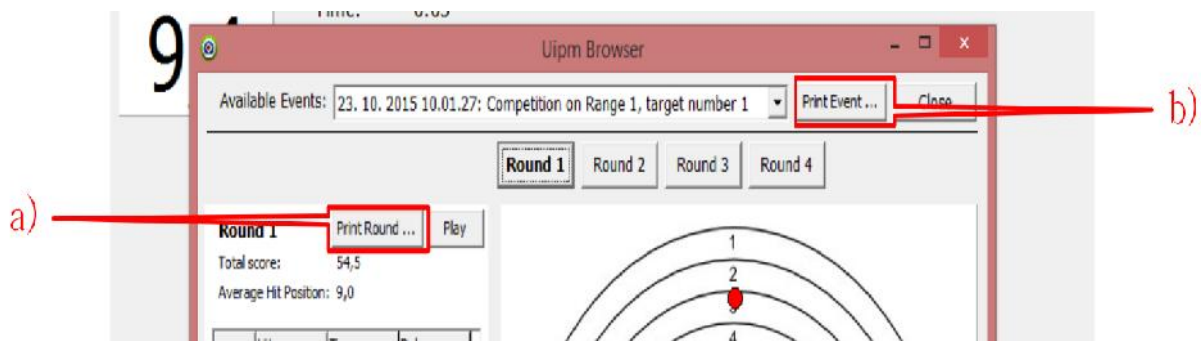 Uipm Browser
Available Events: 23. 10. 2015 10.01.27: Competition on Range 1, target number 1 Print Event ... Close
b)
Round 1 Round 2 Round 3 Round 4
a)
Round 1 Print Round ... Play
Total score: 54,5
Average Hit Position: 9,0
1
2
3
4